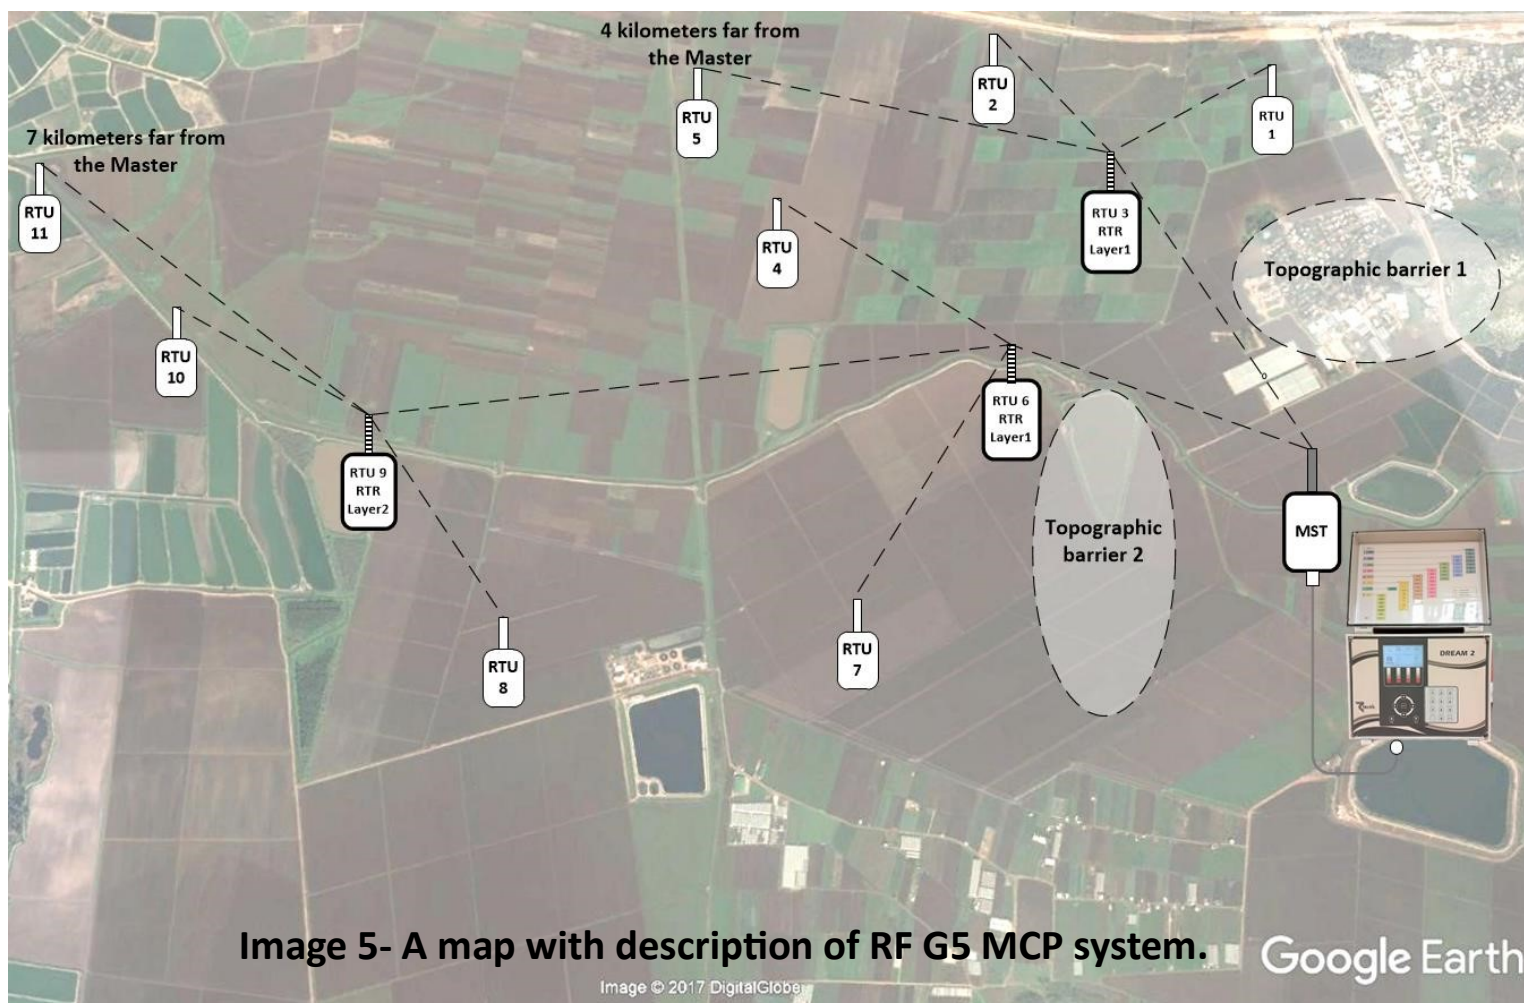 4 kilometers far from
the Master
RTU
2
RTU
1
RTU
5
7 kilometers far from
the Master
RTU
11
RTU 3
RTR
Layer1
RTU
4
Topographic barrier 1
RTU
10
RTU 6
RTR
Layer1
RTU 9
RTR
Layer2
Topographic
barrier 2
MST
RTU
7
RTU
8
DREAM 2
Image 5- A map with description of RF G5 MCP system.
Google Earth
Image © 2017 DigitalGlobe